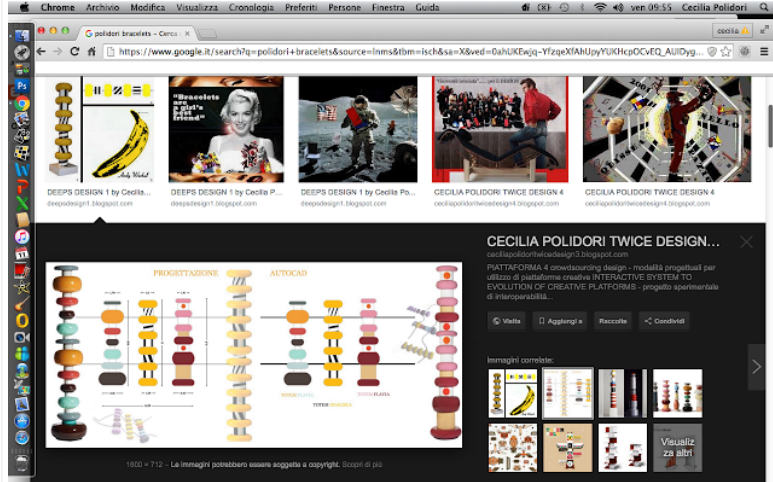 Chrome Archivio Modifica Visualizza Cronologia Preferiti Persone Finestra Guida
ven 09:55 Cecilia Polidori
polidori bracelets - Cerca
cecilia
https://www.google.it/search?q=polidori+bracelets&source=lnms&tbm=isch&sa=X&ved=
"Bracelets
are a
girl's best
friend"
Andy Warhol
DEEPS DESIGN 1 by Cecilia...
deepsdesign1.blogspot.com
DEEPS DESIGN 1 by Cecilia P...
deepsdesign1.blogspot.com
DEEPS DESIGN 1 by Cecilia Po...
deepsdesign1.blogspot.com
CECILIA POLIDORI TWICE DESIGN 4
ceciliapolidoritwicedesign4.blogspot.com
CECILIA POLIDORI TWICE DESIGN 4
ceciliapolidoritwicedesign4.blogspot.com
PROGETTAZIONE AUTOCAD
TOTEM
CECILIA POLIDORI TWICE DESIGN...
ceciliapolidoritwicedesign3.blogspot.com
PIATTAFORMA 4 crowdsourcing design - modalità progettuali per
utilizzo di piattaforme creative INTERACTIVE SYSTEM TO
EVOLUTION OF CREATIVE PLATFORMS - progetto sperimentale
di interoperabilità...
Visita Aggiungi a Raccolte Condividi
Immagini correlate:
Visualiz
za altri
1600 × 712 – Le immagini potrebbero essere soggette a copyright. Scopri di più